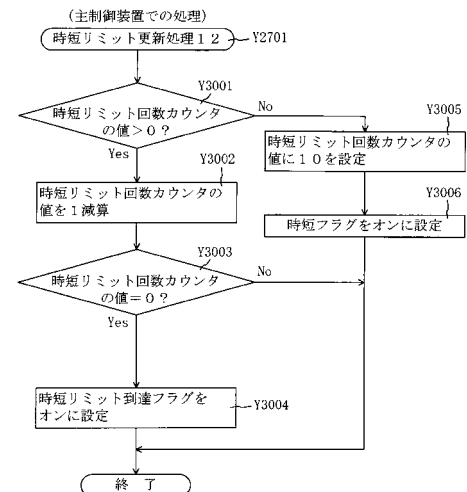 (主制御装置での処理)
時短リミット更新処理12
Y2701
Y3001
時短リミット回数カウンタ
の値>0?
No
Yes
Y3005
時短リミット回数カウンタの
値に10を設定
Y3002
時短リミット回数カウンタの
値を1減算
Y3006
時短フラグをオンに設定
Y3003
時短リミット回数カウンタ
の値=0?
No
Yes
時短リミット到達フラグを
オンに設定
Y3004
終 了